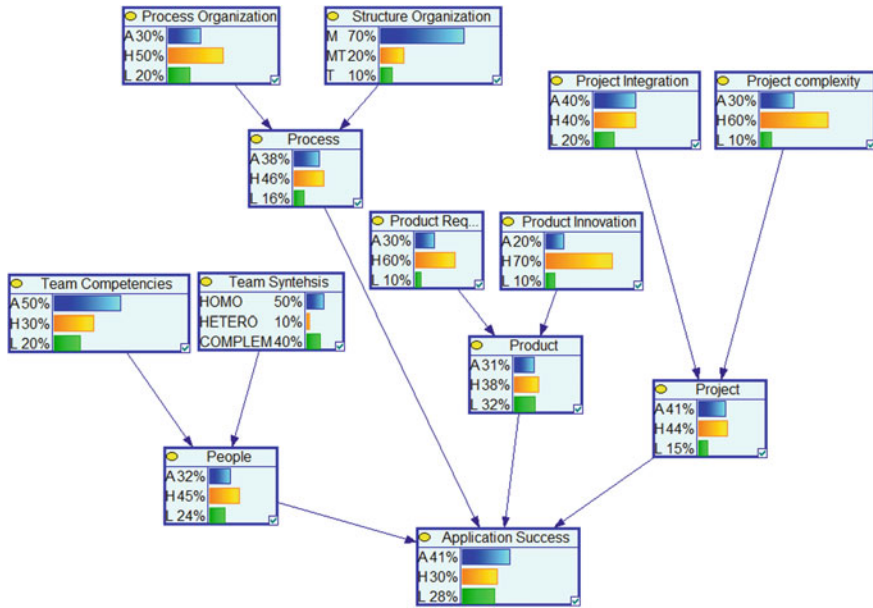 Process Organization
A 30%
H 50%
L 20%
Structure Organization
M 70%
MT 20%
T 10%
Project Integration
A 40%
H 40%
L 20%
Project complexity
A 30%
H 60%
L 10%
Process
A 38%
H 46%
L 16%
Product Req...
A 30%
H 60%
L 10%
Product Innovation
A 20%
H 70%
L 10%
Team Competencies
A 50%
H 30%
L 20%
Team Syntehsis
HOMO 50%
HETERO 10%
COMPLEM 40%
Product
A 31%
H 38%
L 32%
Project
A 41%
H 44%
L 15%
People
A 32%
H 45%
L 24%
Application Success
A 41%
H 30%
L 28%